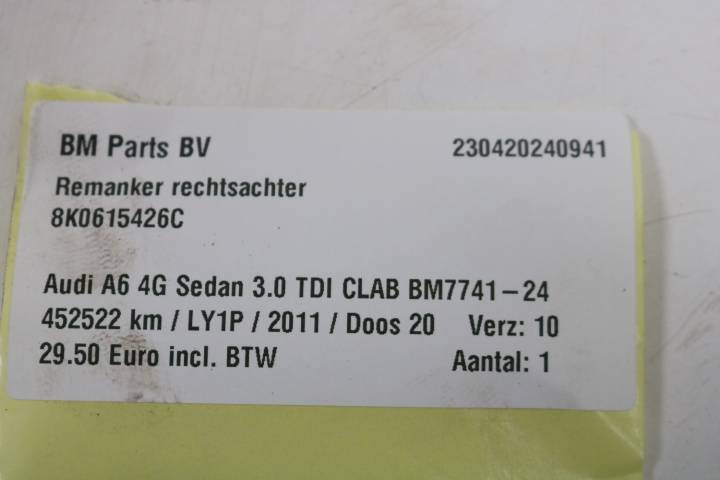 BM Parts BV 230420240941
Remanker rechtsachter
8K0615426C
Audi A6 4G Sedan 3.0 TDI CLAB BM7741-24
452522 km / LY1P / 2011 / Doos 20 Verz: 10
29.50 Euro incl. BTW Aantal: 1